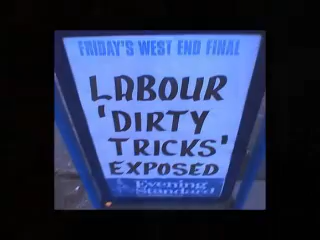 FRIDAY'S WEST END FINAL
LABOUR
'DIRTY
TRICKS'
EXPOSED
Evening
Standard